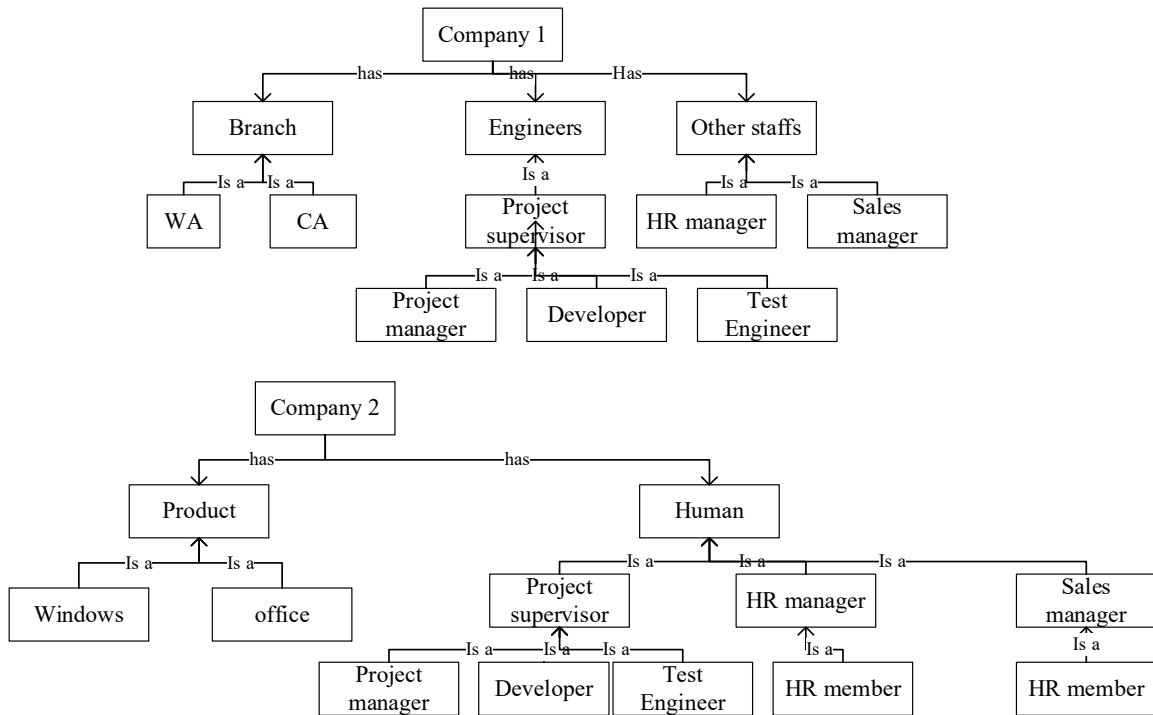 Company 1
has
has
Has
Branch
Engineers
Other staffs
Is a
Is a
Is a
Is a
Is a
WA
CA
Project
supervisor
HR manager
Sales
manager
Is a
Is a
Is a
Project
manager
Developer
Test
Engineer
Company 2
has
has
Product
Human
Is a
Is a
Is a
Is a
Is a
Windows
office
Project
supervisor
HR manager
Sales
manager
Is a
Is a
Is a
Is a
Is a
Project
manager
Developer
Test
Engineer
HR member
HR member